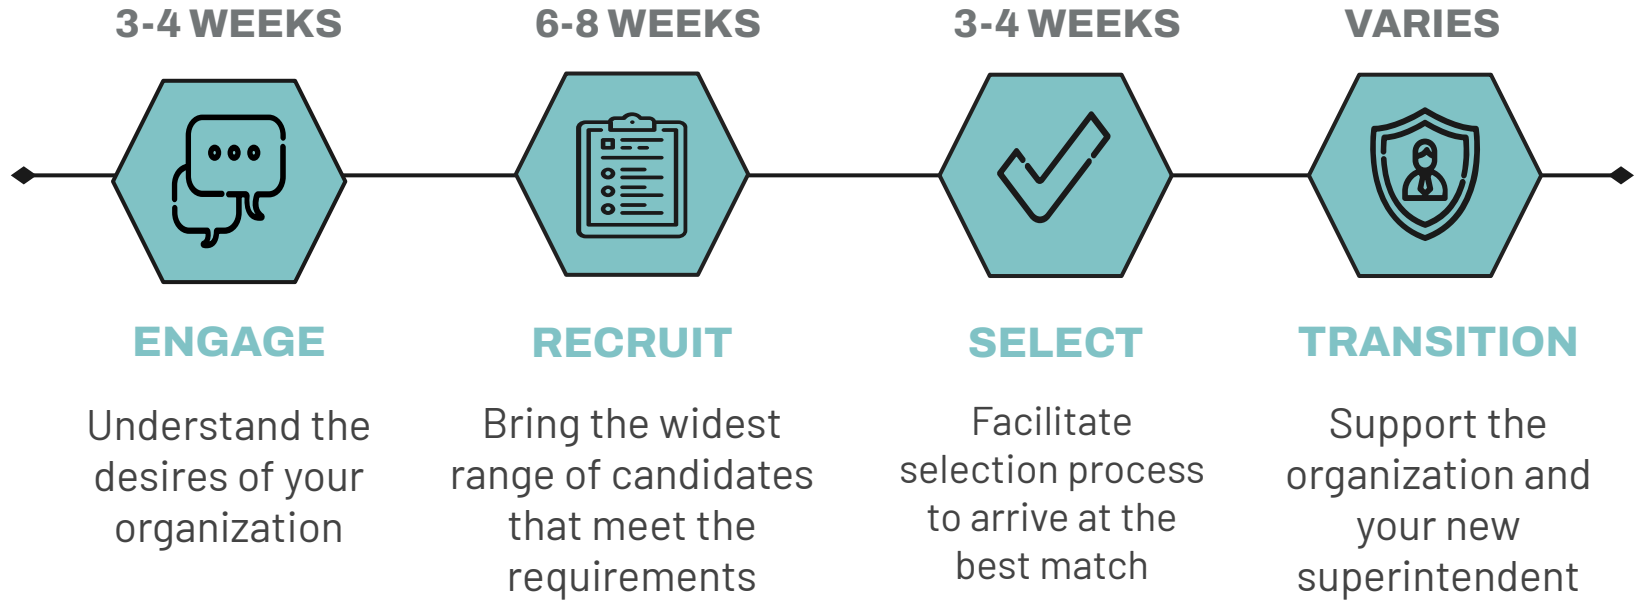 3-4 WEEKS
6-8 WEEKS
3-4 WEEKS
VARIES
ENGAGE
Understand the
desires of your
organization
RECRUIT
Bring the widest
range of candidates
that meet the
requirements
SELECT
Facilitate
selection process
to arrive at the
best match
TRANSITION
Support the
organization and
your new
superintendent